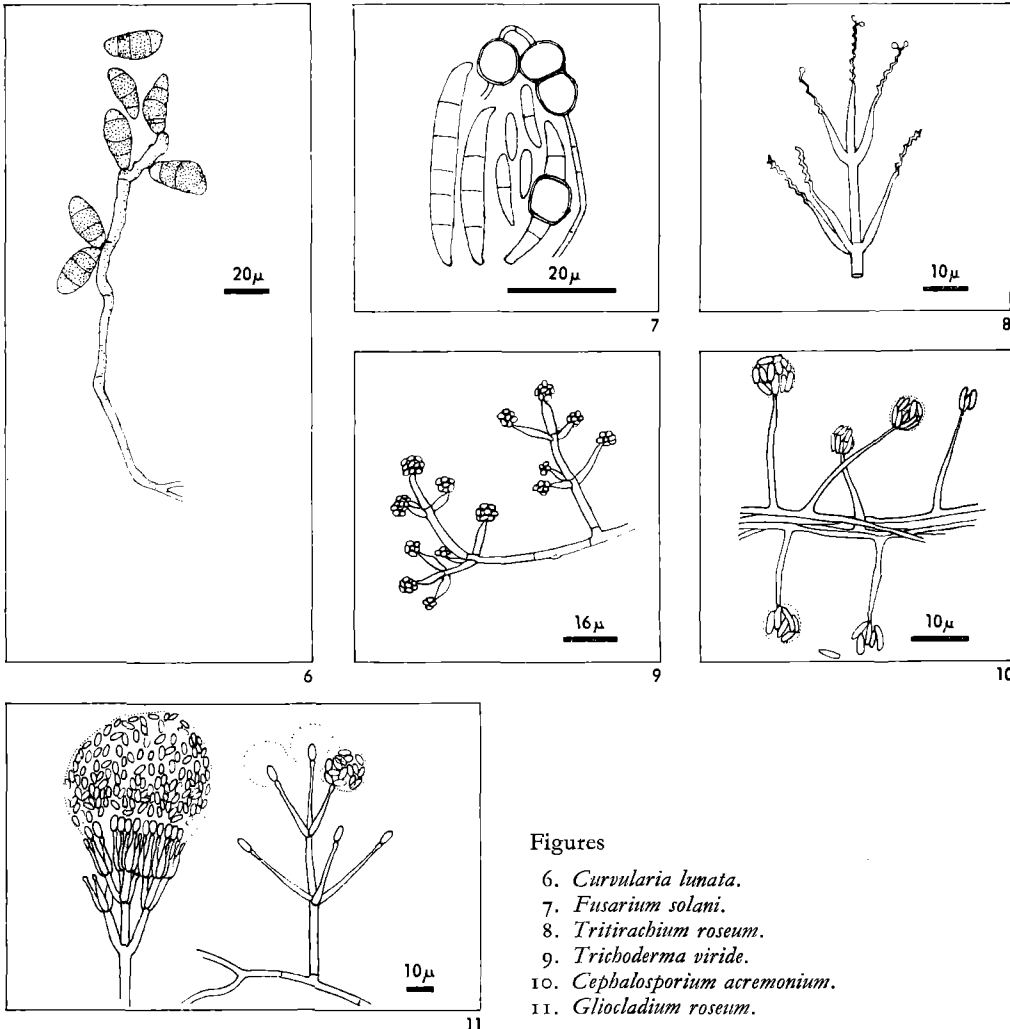 20μ
6
20μ
7
10μ
8
16μ
9
10μ
10
10μ
11
Figures
6. Curvularia lunata.
7. Fusarium solani.
8. Tritirachium roseum.
9. Trichoderma viride.
10. Cephalosporium acremonium.
11. Gliocladium roseum.